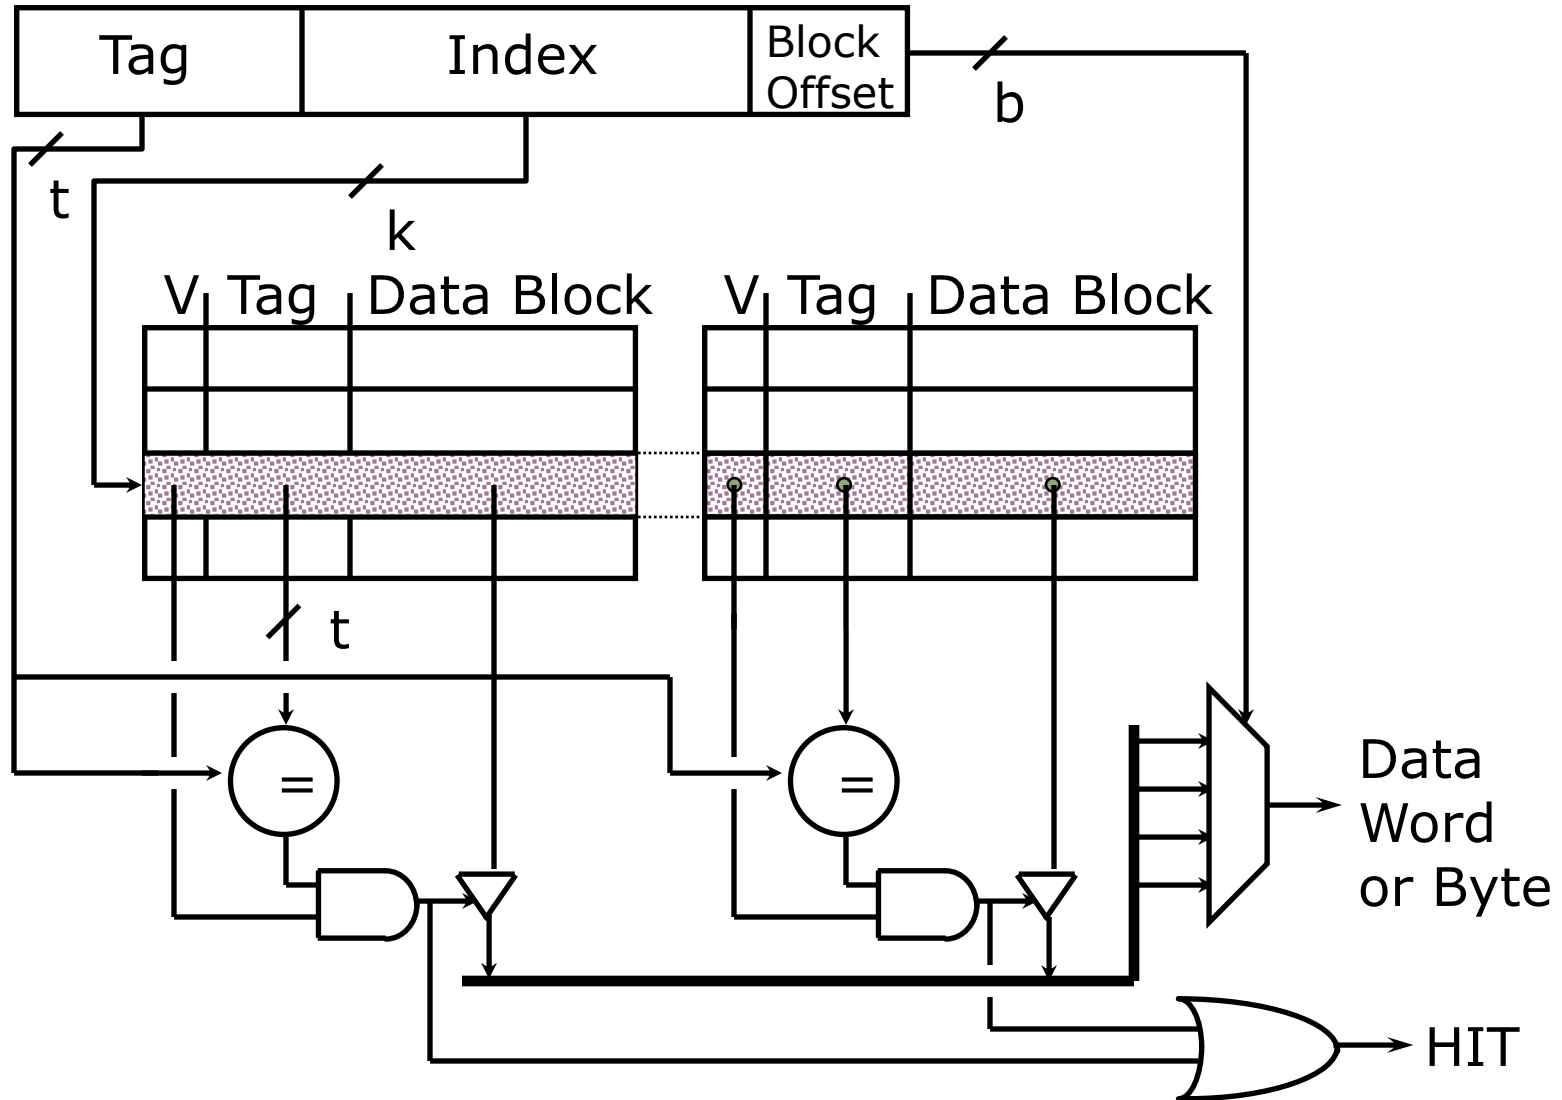 Tag
Index
Block
Offset
b
t
k
V Tag Data Block
V Tag Data Block
t
=
=
Data
Word
or Byte
HIT